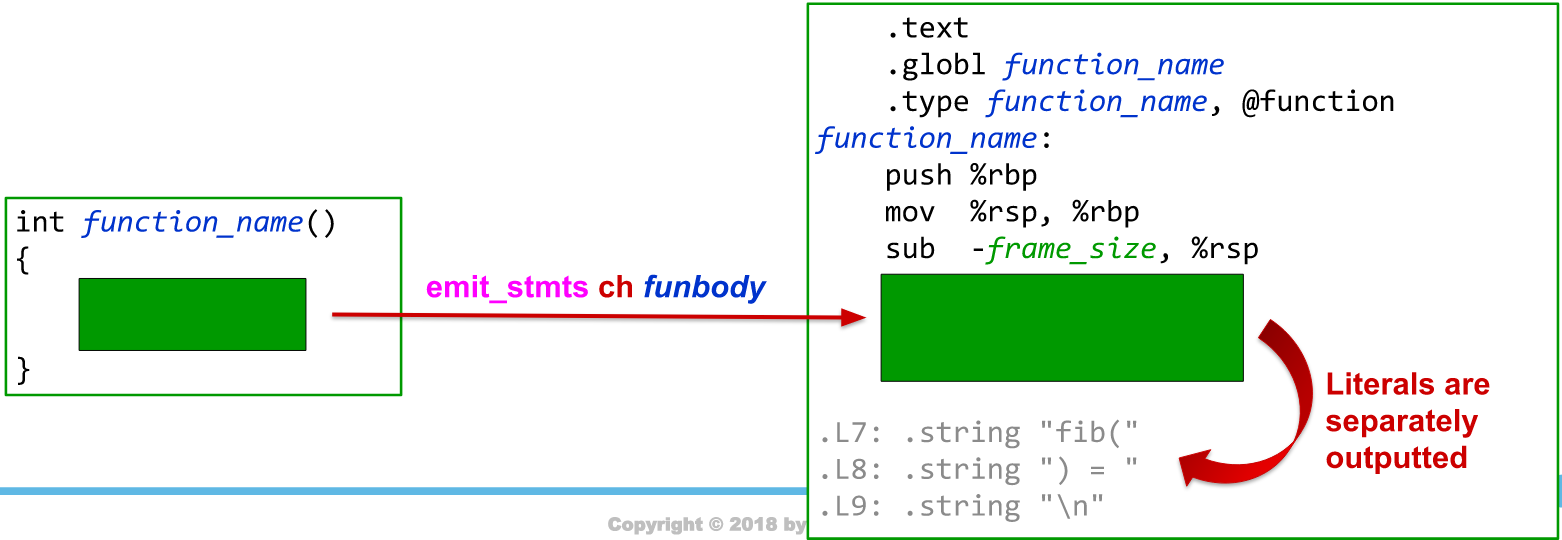 int function_name()
{
}
emit_stmts ch funbody
.text
.globl function_name
.type function_name, @function
function_name:
push %rbp
mov %rsp, %rbp
sub -frame_size, %rsp
.L7: .string "fib("
.L8: .string ") = "
.L9: .string "\n"
Literals are
separately
outputted
Copyright © 2018 by